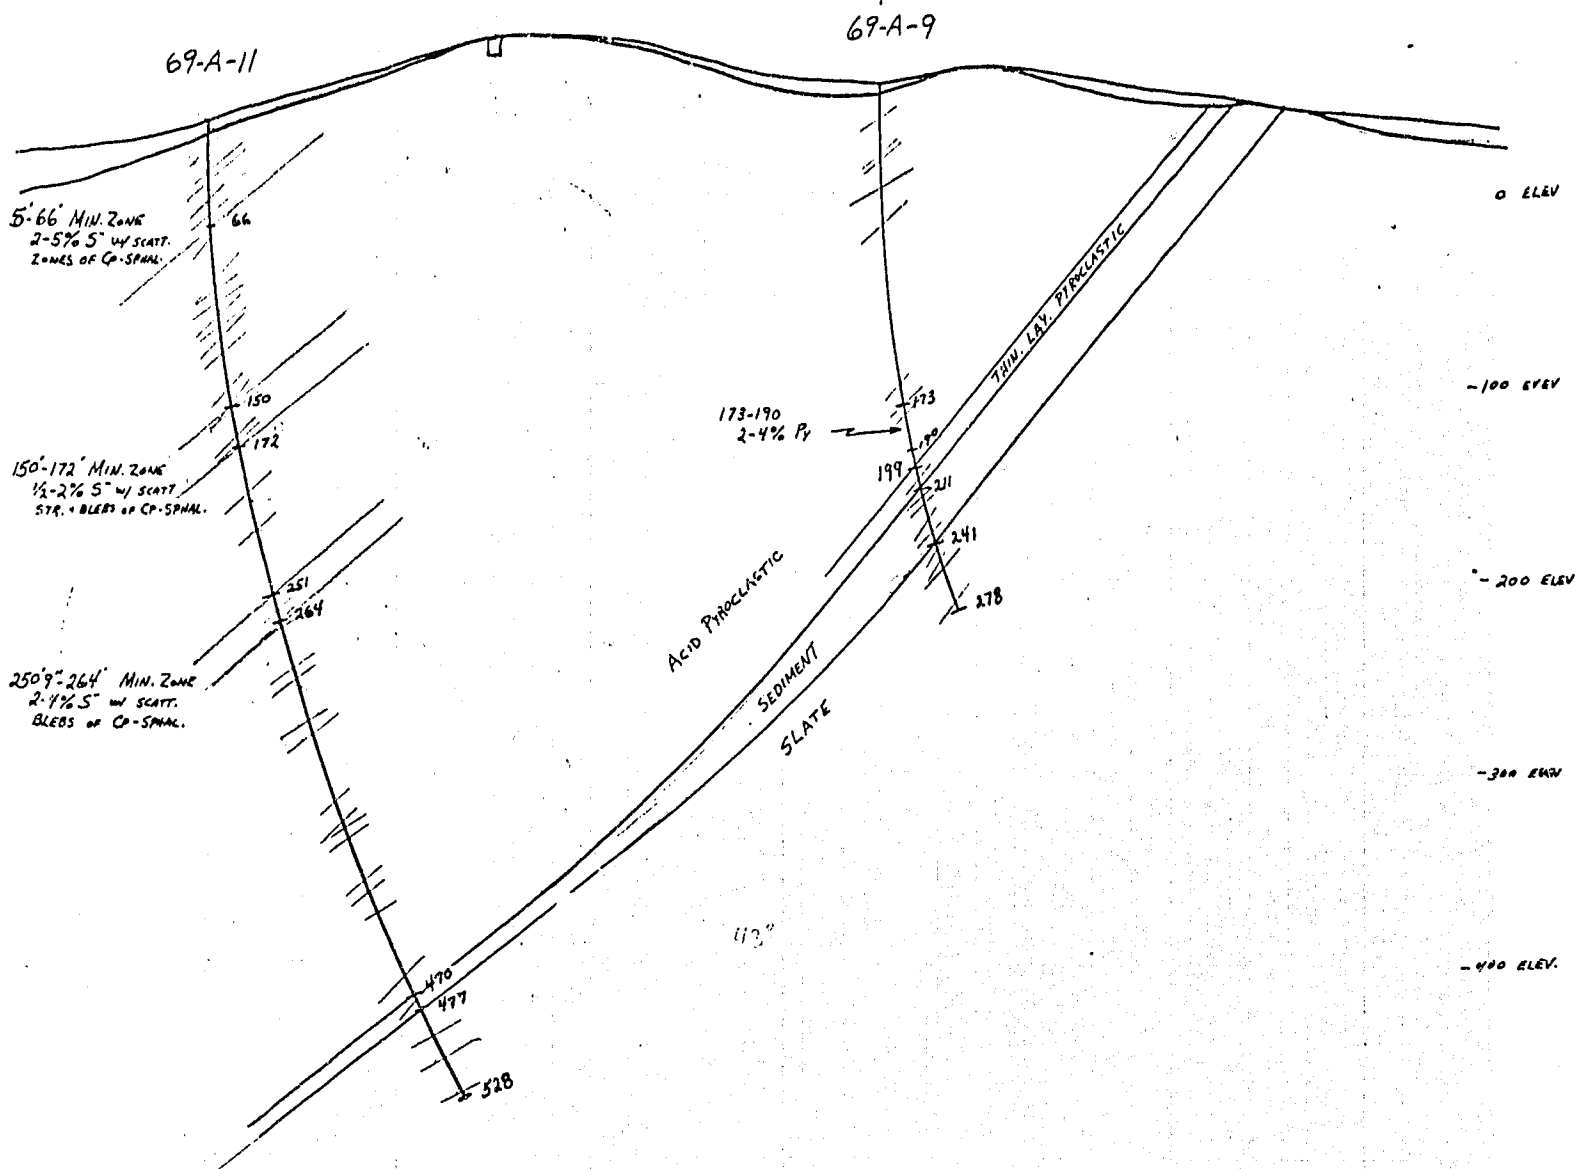 69-A-11
69-A-9
5'-66' MIN. ZONE
2-5% S= w/ SCATT.
ZONES OF CP-SPHAL.
66
150
172
150'-172' MIN. ZONE
½-2% S= w/ SCATT
STR. + BLEBS OF CP-SPHAL.
251
264
250'9"-264' MIN. ZONE
2-4% S= w/ SCATT.
BLEBS OF CP-SPHAL.
470
477
528
173-190
2-4% Py
173
190
199
211
241
278
THIN. LAY. PYROCLASTIC
ACID PYROCLASTIC
SEDIMENT
SLATE
43°
0 ELEV
-100 ELEV
-200 ELEV
-300 ELEV
-400 ELEV.